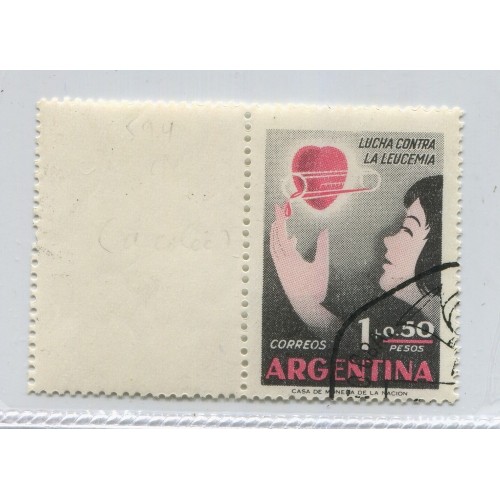 LUCHA CONTRA
LA LEUCEMIA
CORREOS
1+0.50
PESOS
ARGENTINA
CASA DE MONEDA DE LA NACION